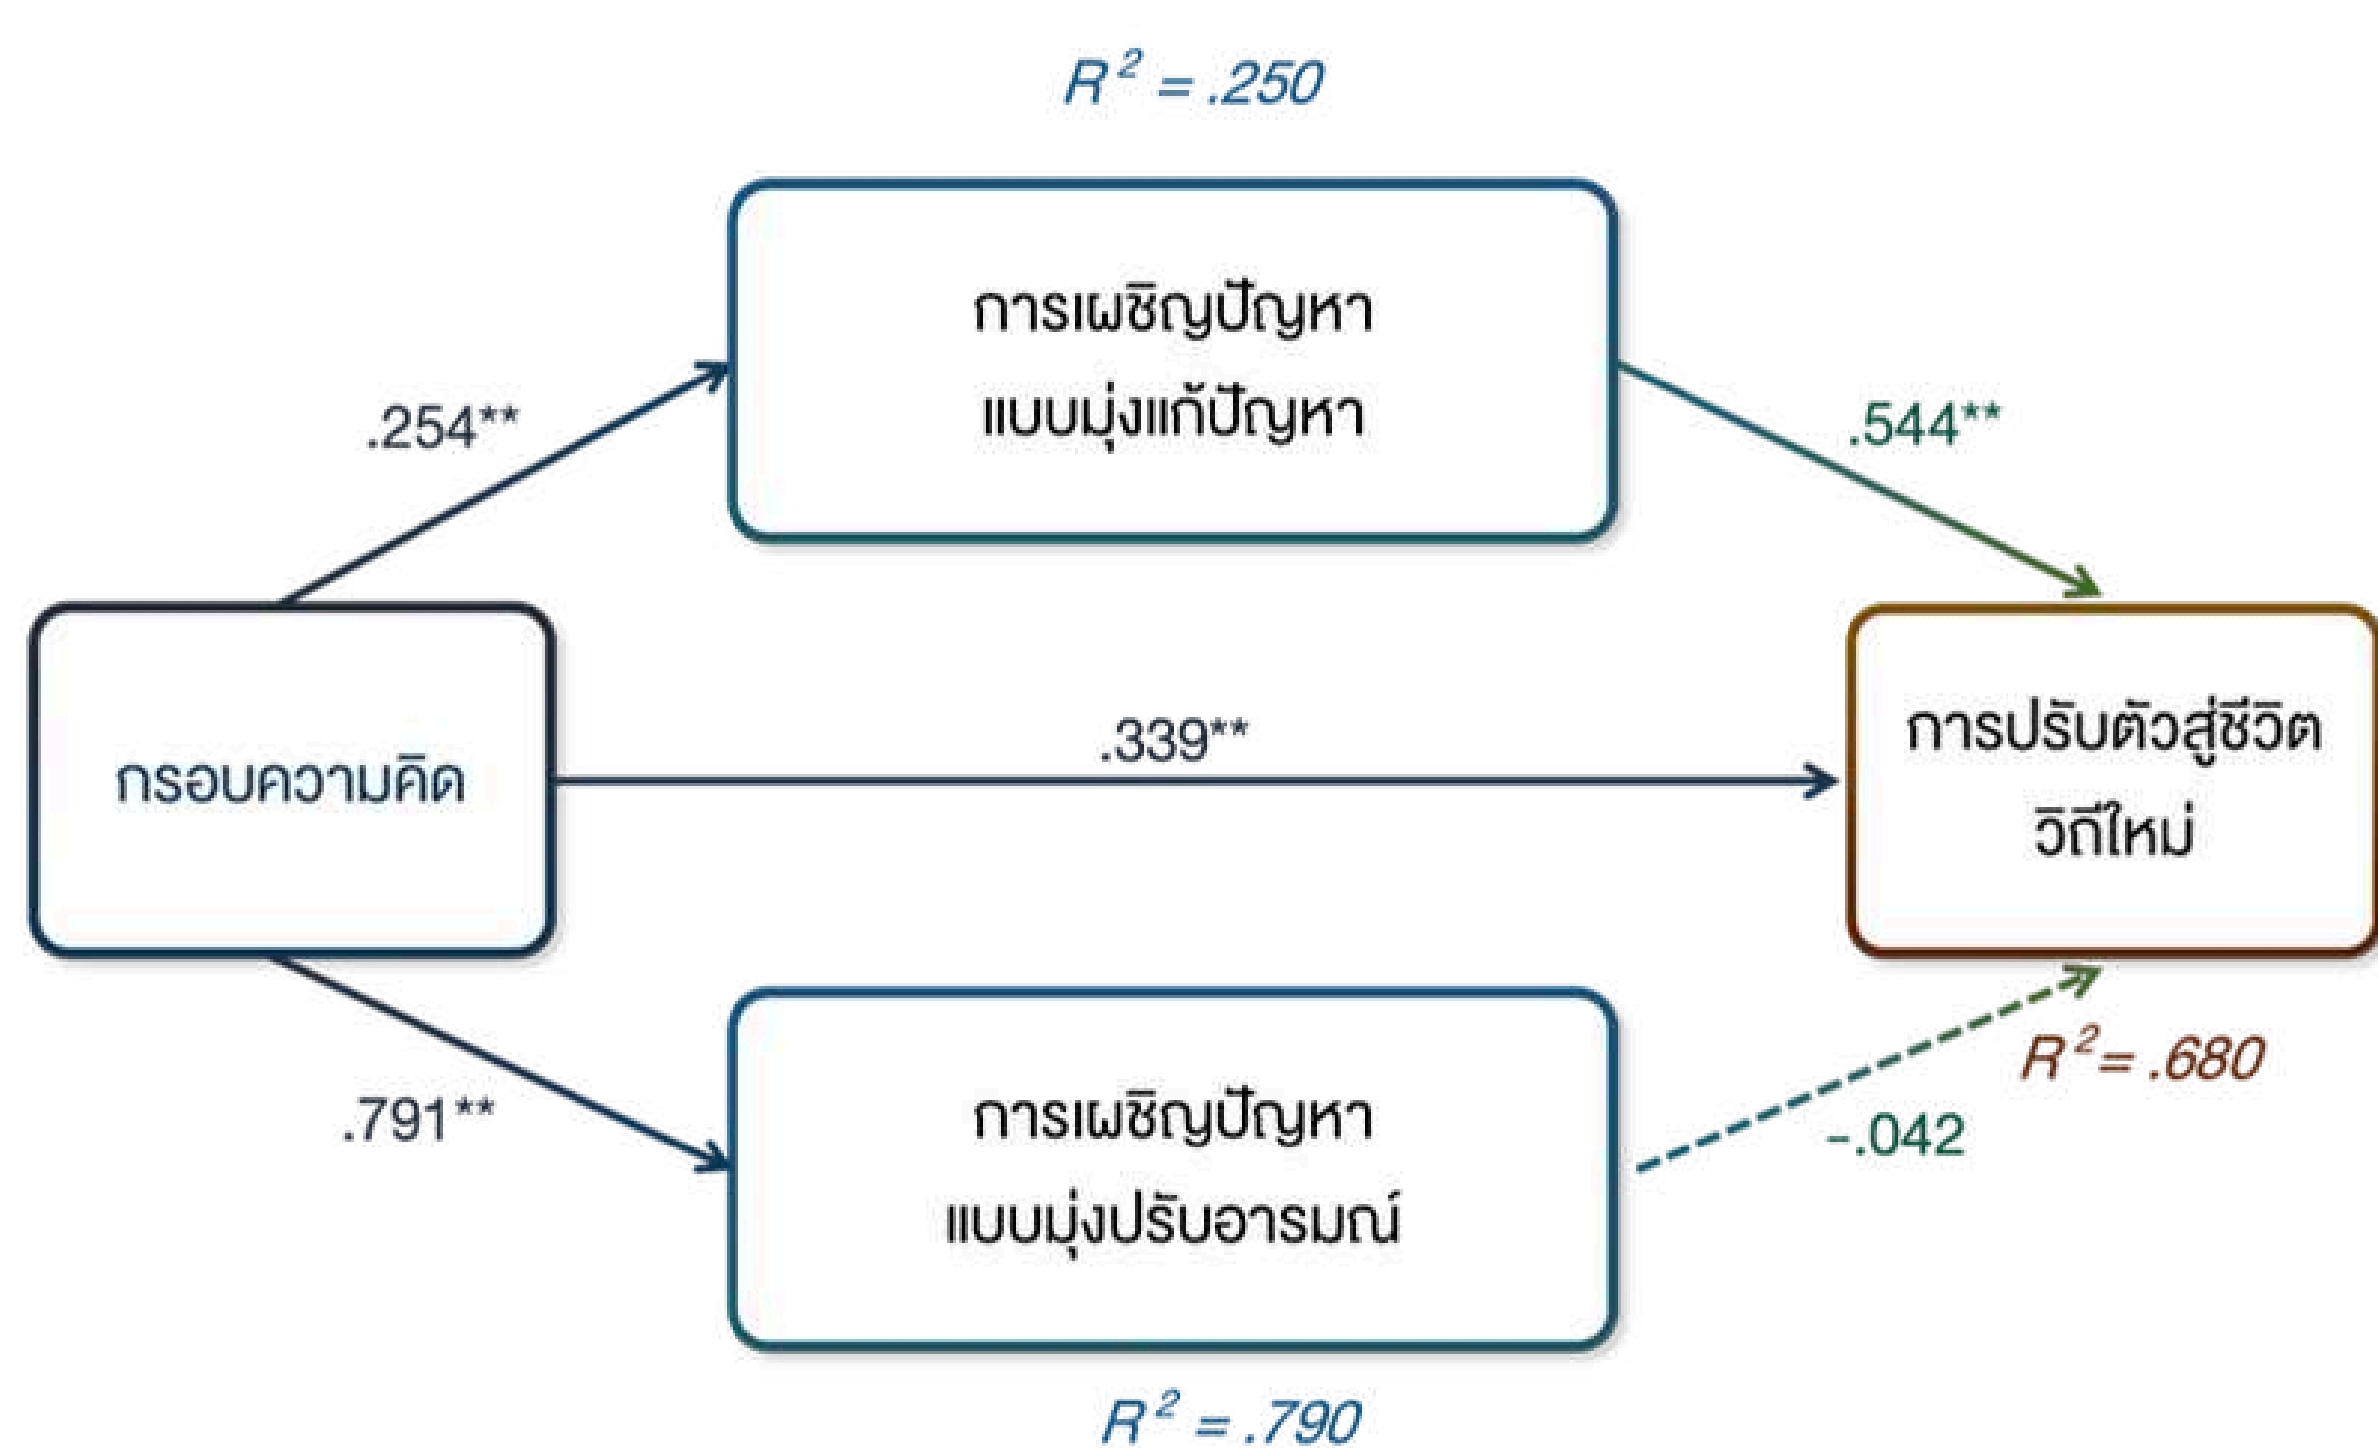 R² = .250
การเผชิญปัญหา
แบบมุ่งแก้ปัญหา
.254**
.544**
กรอบความคิด
.339**
การปรับตัวสู่ชีวิต
วิถีใหม่
.791**
การเผชิญปัญหา
แบบมุ่งปรับอารมณ์
R² = .680
-.042
R² = .790